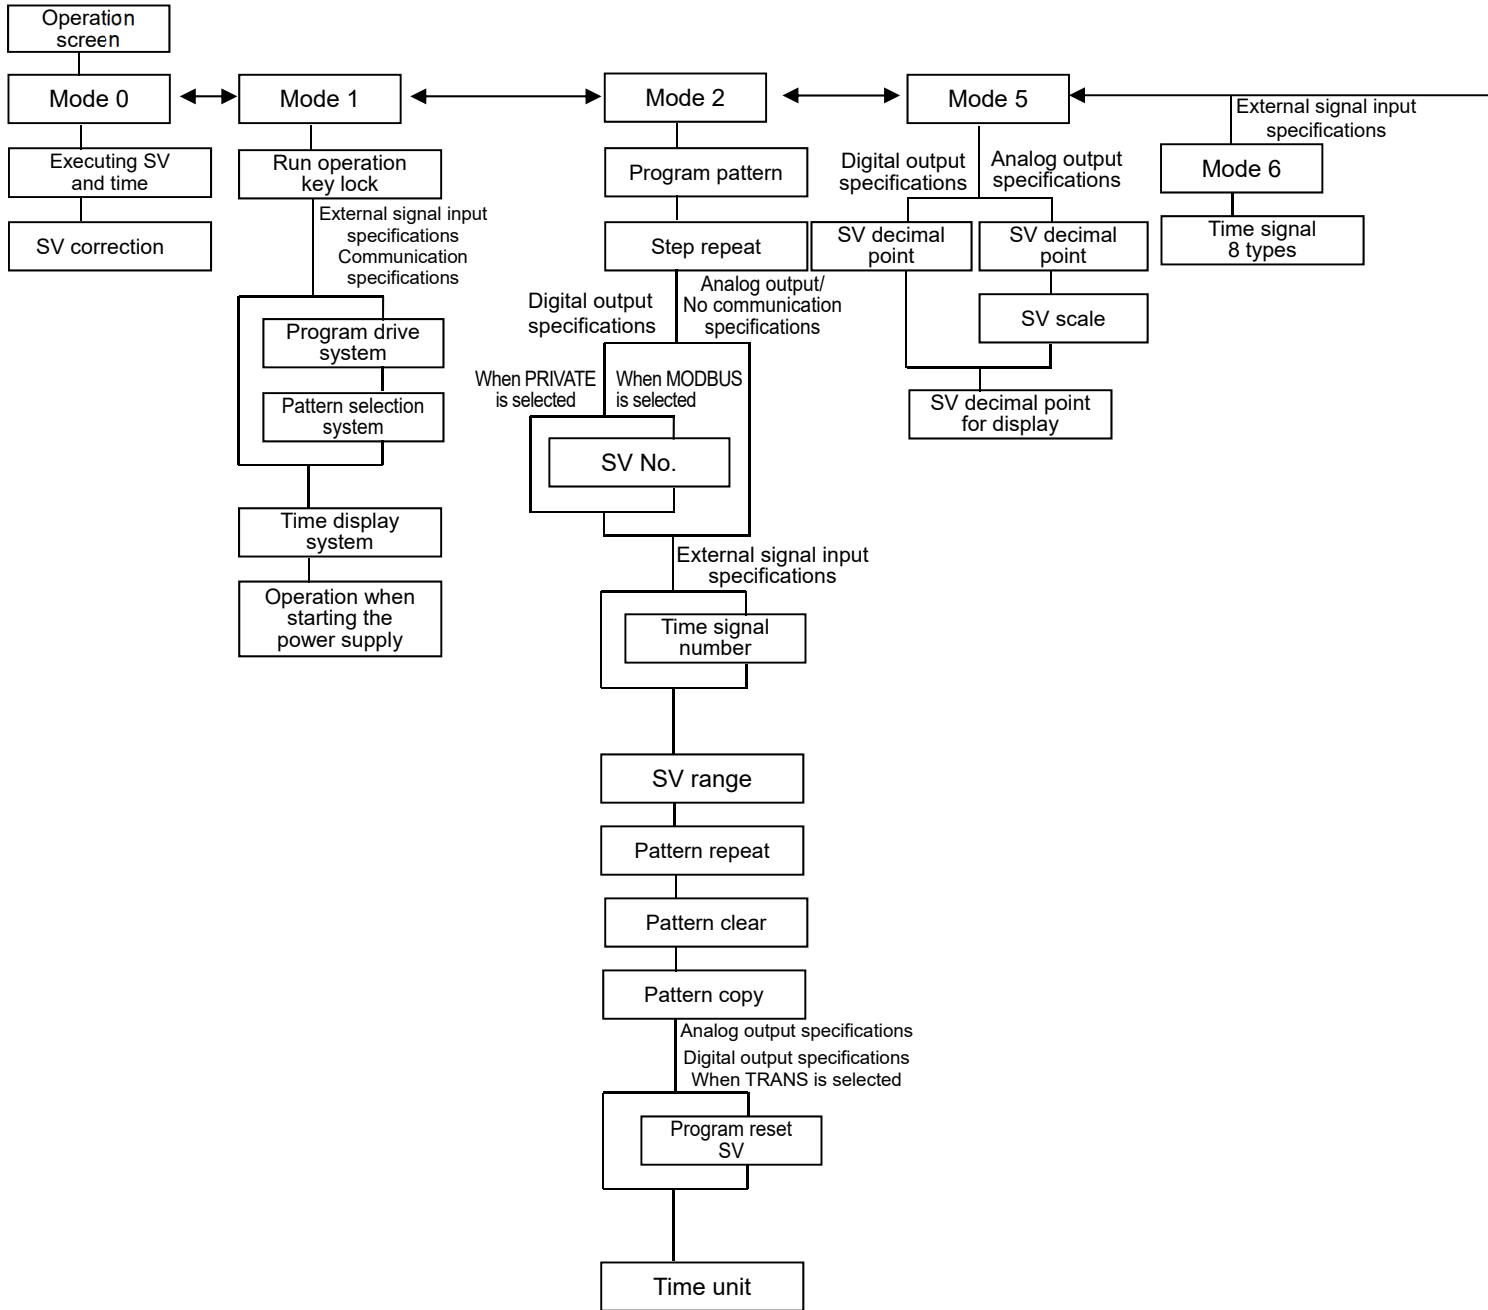 Operation
screen
Mode 0
Executing SV
and time
SV correction
Mode 1
Run operation
key lock
External signal input
specifications
Communication
specifications
Program drive
system
Pattern selection
system
Time display
system
Operation when
starting the
power supply
Mode 2
Program pattern
Step repeat
Digital output
specifications
Analog output/
No communication
specifications
When PRIVATE
is selected
When MODBUS
is selected
SV No.
External signal input
specifications
Time signal
number
SV range
Pattern repeat
Pattern clear
Pattern copy
Analog output specifications
Digital output specifications
When TRANS is selected
Program reset
SV
Time unit
Mode 5
Digital output
specifications
Analog output
specifications
SV decimal
point
SV decimal
point
SV scale
SV decimal point
for display
External signal input
specifications
Mode 6
Time signal
8 types